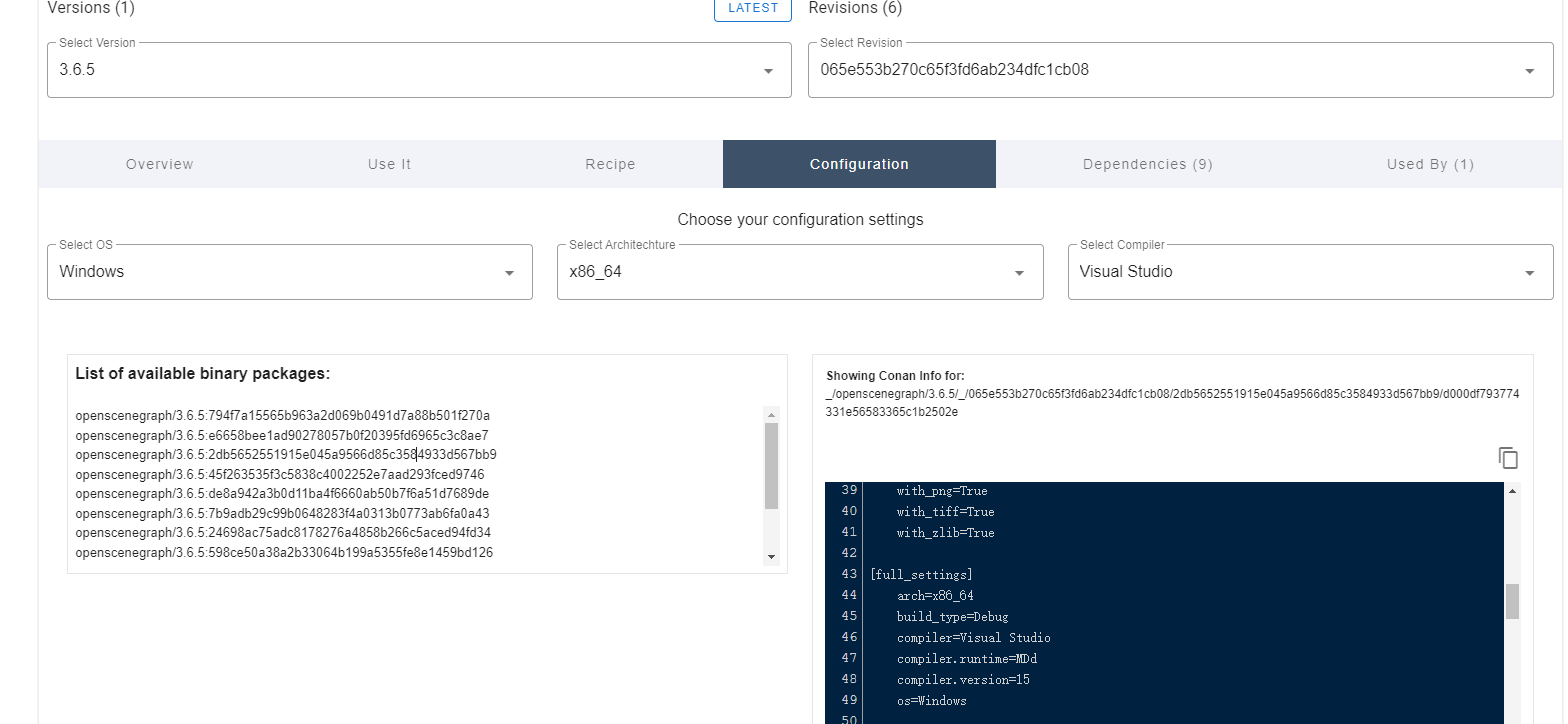 Versions (1)
LATEST
Revisions (6)
Select Version
3.6.5
Select Revision
065e553b270c65f3fd6ab234dfc1cb08
Overview
Use It
Recipe
Configuration
Dependencies (9)
Used By (1)
Choose your configuration settings
Select OS
Windows
Select Architechture
x86_64
Select Compiler
Visual Studio
List of available binary packages:
openscenegraph/3.6.5:794f7a15565b963a2d069b0491d7a88b501f270a
openscenegraph/3.6.5:e6658bee1ad90278057b0f20395fd6965c3c8ae7
openscenegraph/3.6.5:2db5652551915e045a9566d85c3584933d567bb9
openscenegraph/3.6.5:45f263535f3c5838c4002252e7aad293fced9746
openscenegraph/3.6.5:de8a942a3b0d11ba4f6660ab50b7f6a51d7689de
openscenegraph/3.6.5:7b9adb29c99b0648283f4a0313b0773ab6fa0a43
openscenegraph/3.6.5:24698ac75adc8178276a4858b266c5aced94fd34
openscenegraph/3.6.5:598ce50a38a2b33064b199a5355fe8e1459bd126
Showing Conan Info for:
_/openscenegraph/3.6.5/_/065e553b270c65f3fd6ab234dfc1cb08/2db5652551915e045a9566d85c3584933d567bb9/d000df793774
331e56583365c1b2502e
39 with_png=True
40 with_tiff=True
41 with_zlib=True
42
43 [full_settings]
44 arch=x86_64
45 build_type=Debug
46 compiler=Visual Studio
47 compiler.runtime=MDd
48 compiler.version=15
49 os=Windows
50